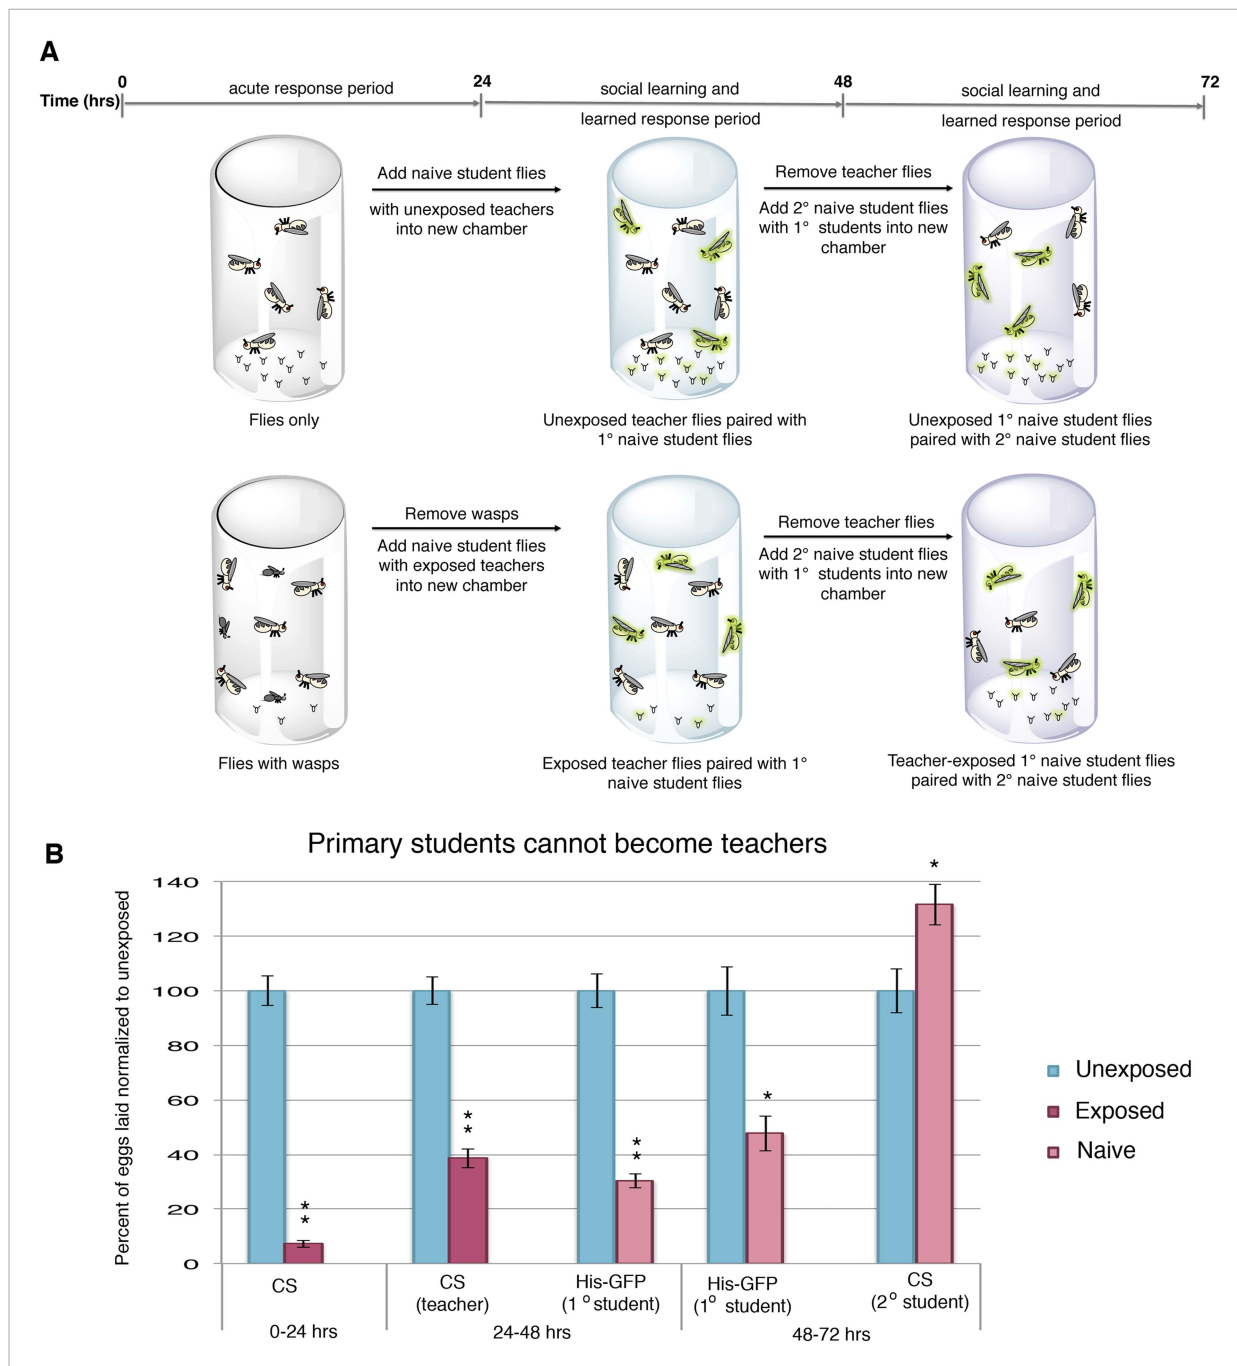 A
0
24
48
72
Time (hrs)
acute response period
social learning and
learned response period
social learning and
learned response period
Add naive student flies
with unexposed teachers
into new chamber
Remove teacher flies
Add 2° naive student flies
with 1° students into new
chamber
Flies only
Unexposed teacher flies paired with
1° naive student flies
Unexposed 1° naive student flies
paired with 2° naive student flies
Remove wasps
Add naive student flies
with exposed teachers
into new chamber
Remove teacher flies
Add 2° naive student flies
with 1° students into new
chamber
Flies with wasps
Exposed teacher flies paired with 1°
naive student flies
Teacher-exposed 1° naive student flies
paired with 2° naive student flies
B
Primary students cannot become teachers
Percent of eggs laid normalized to unexposed
140
120
100
80
60
40
20
0
*
*
*
*
*
*
*
*
Unexposed
Exposed
Naive
CS
CS
(teacher)
His-GFP
(1° student)
His-GFP
(1° student)
CS
(2° student)
0-24 hrs
24-48 hrs
48-72 hrs